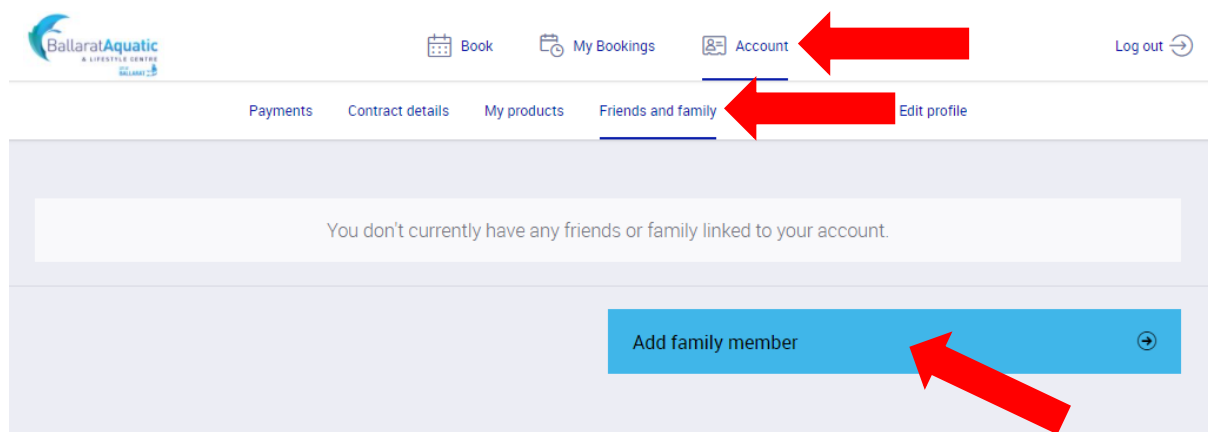 BallaratAquatic
A LIFESTYLE CENTRE
BALLARAT
Book
My Bookings
Account
Log out
Payments
Contract details
My products
Friends and family
Edit profile
You don't currently have any friends or family linked to your account.
Add family member